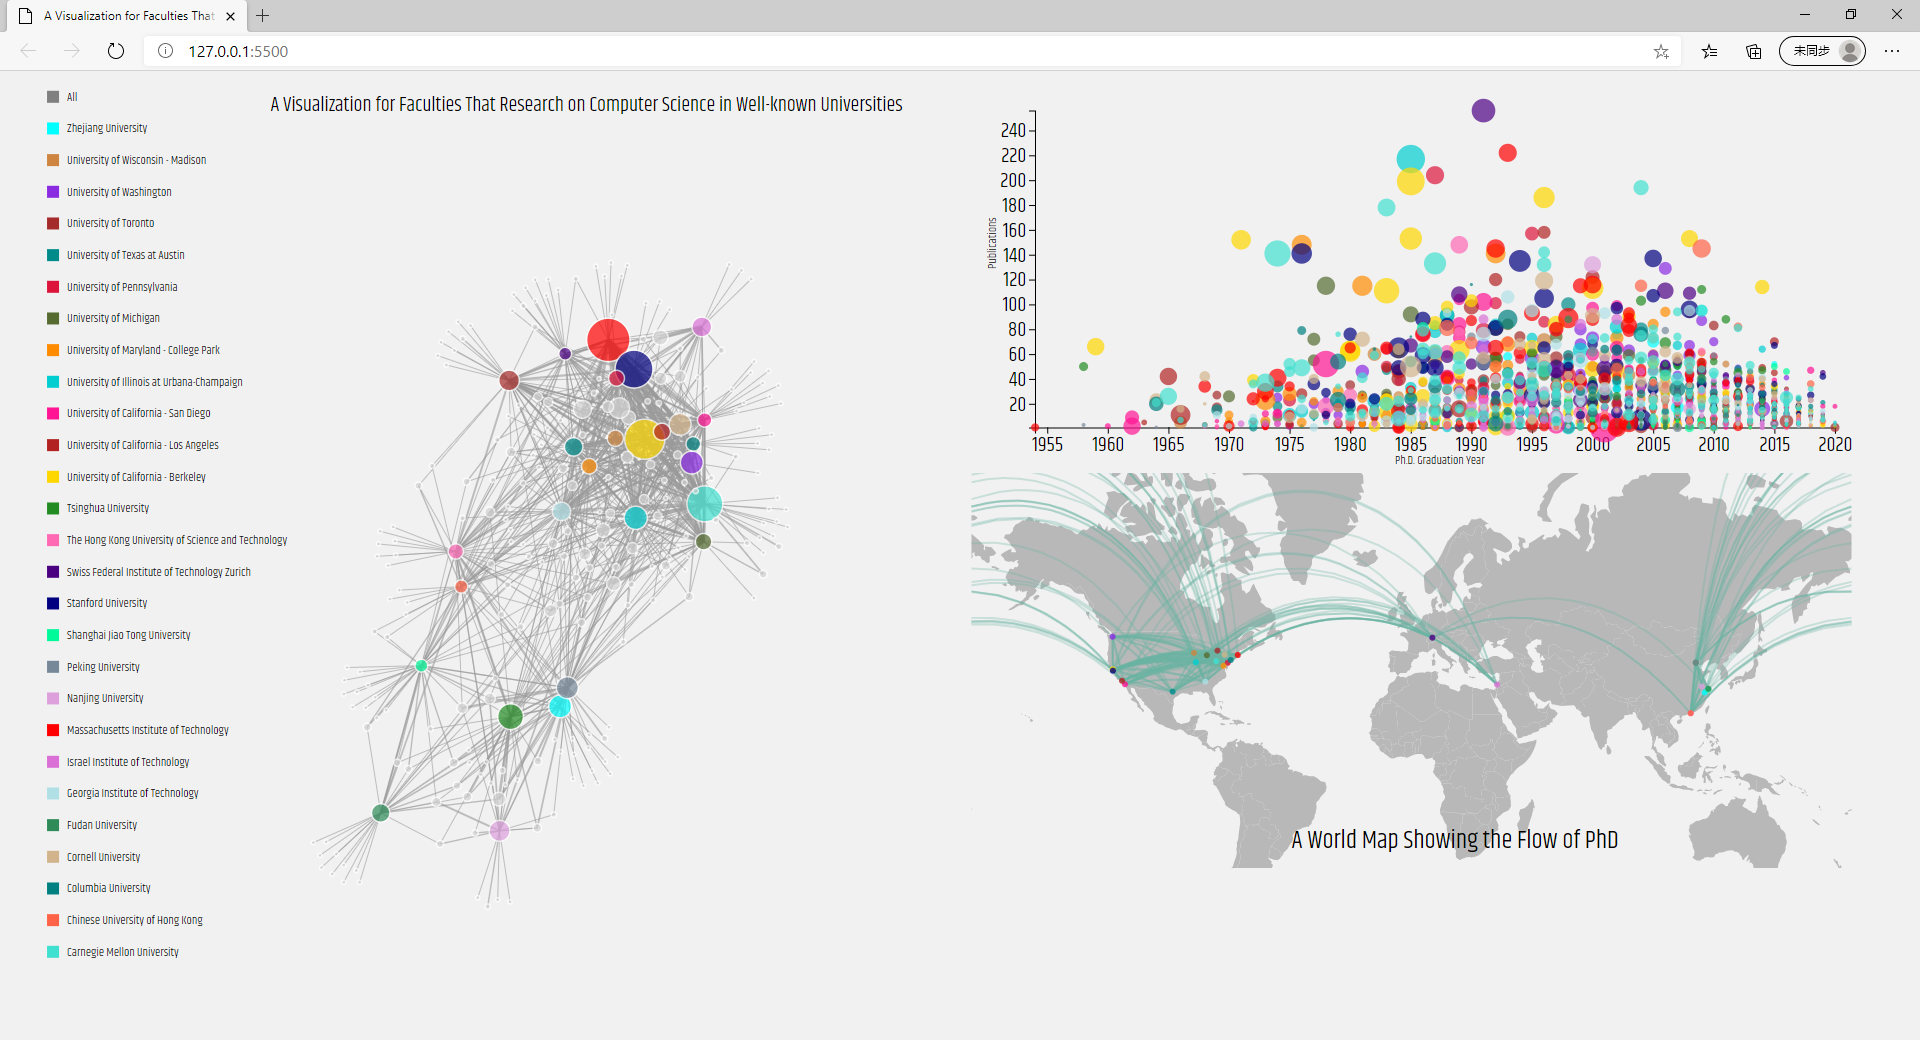 A Visualization for Faculties That
127.0.0.1:5500
未同步
All
Zhejiang University
University of Wisconsin - Madison
University of Washington
University of Toronto
University of Texas at Austin
University of Pennsylvania
University of Michigan
University of Maryland - College Park
University of Illinois at Urbana-Champaign
University of California - San Diego
University of California - Los Angeles
University of California - Berkeley
Tsinghua University
The Hong Kong University of Science and Technology
Swiss Federal Institute of Technology Zurich
Stanford University
Shanghai Jiao Tong University
Peking University
Nanjing University
Massachusetts Institute of Technology
Israel Institute of Technology
Georgia Institute of Technology
Fudan University
Cornell University
Columbia University
Chinese University of Hong Kong
Carnegie Mellon University
A Visualization for Faculties That Research on Computer Science in Well-known Universities
240
220
200
180
160
140
120
100
80
60
40
20
Publications
1955 1960 1965 1970 1975 1980 1985 1990 1995 2000 2005 2010 2015 2020
Ph.D. Graduation Year
A World Map Showing the Flow of PhD